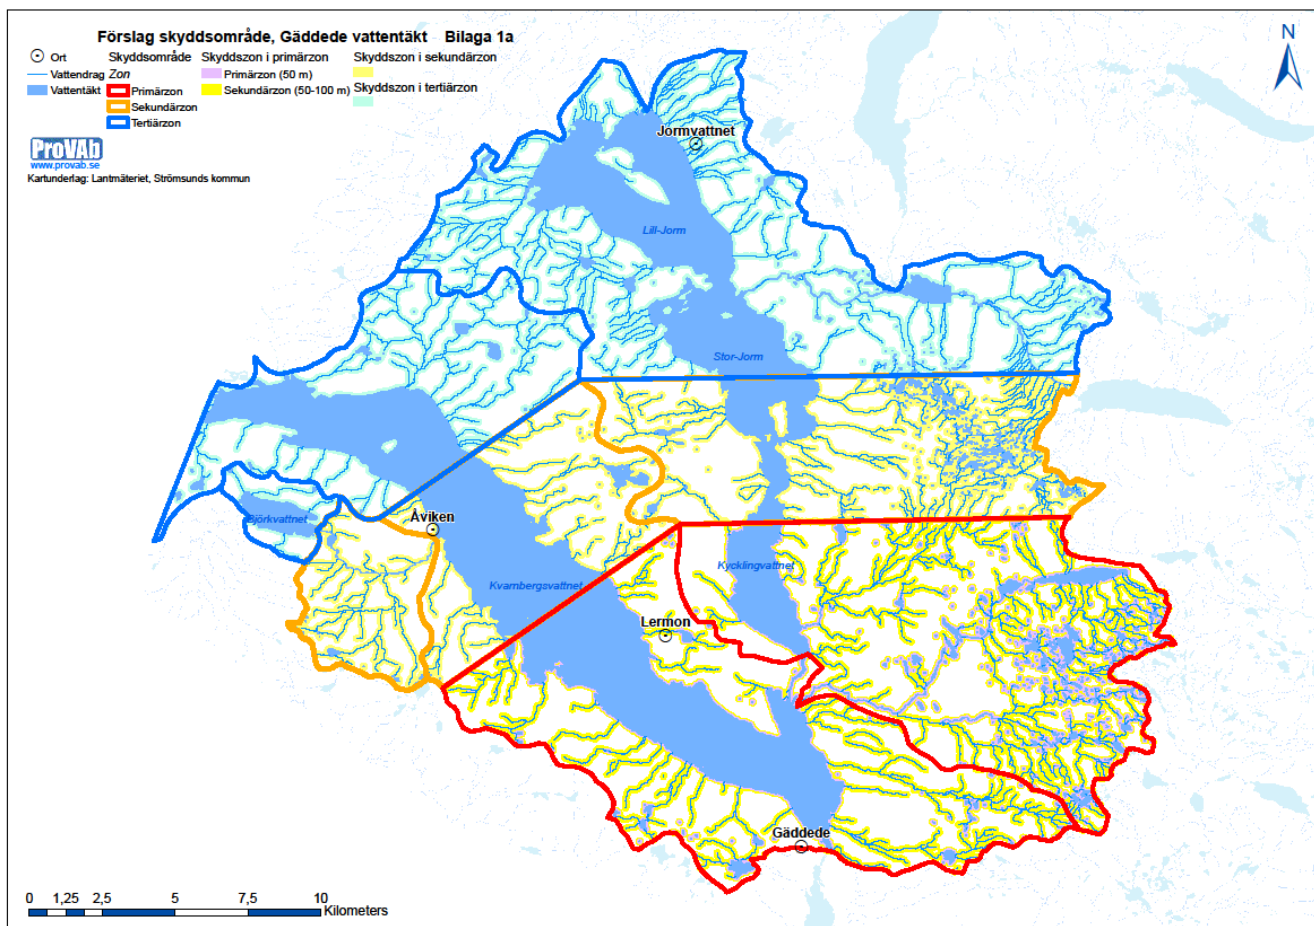 Förslag skyddsområde, Gäddede vattentäkt Bilaga 1a
Ort
Vattendrag
Vattentäkt
Skyddsområde
Zon
Primärzon
Sekundärzon
Tertiärzon
Skyddszon i primärzon
Primärzon (50 m)
Sekundärzon (50-100 m)
Skyddszon i sekundärzon
Skyddszon i tertiärzon
ProVAb
www.provab.se
Kartunderlag: Lantmäteriet, Strömsunds kommun
N
Jormvattnet
Lill-Jorm
Stor-Jorm
Björkvattnet
Åviken
Kvarnbergsvattnet
Kycklingvattnet
Lermon
Gäddede
0 1,25 2,5 5 7,5 10
Kilometers